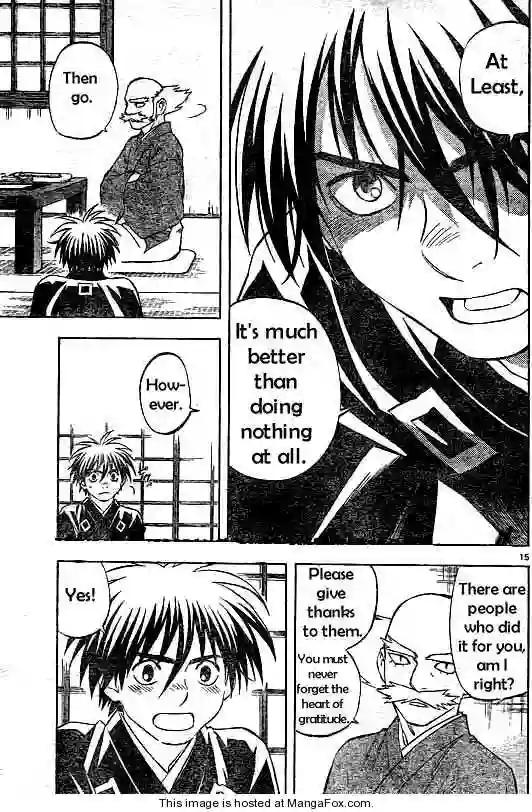 At
Least,
It's much
better
than
doing
nothing
at all.
Then
go.
How-
ever.
15
There are
people
who did
it for you,
am I
right?
Please
give
thanks
to them.
You must
never
forget the
heart of
gratitude.
Yes!
This image is hosted at MangaFox.com